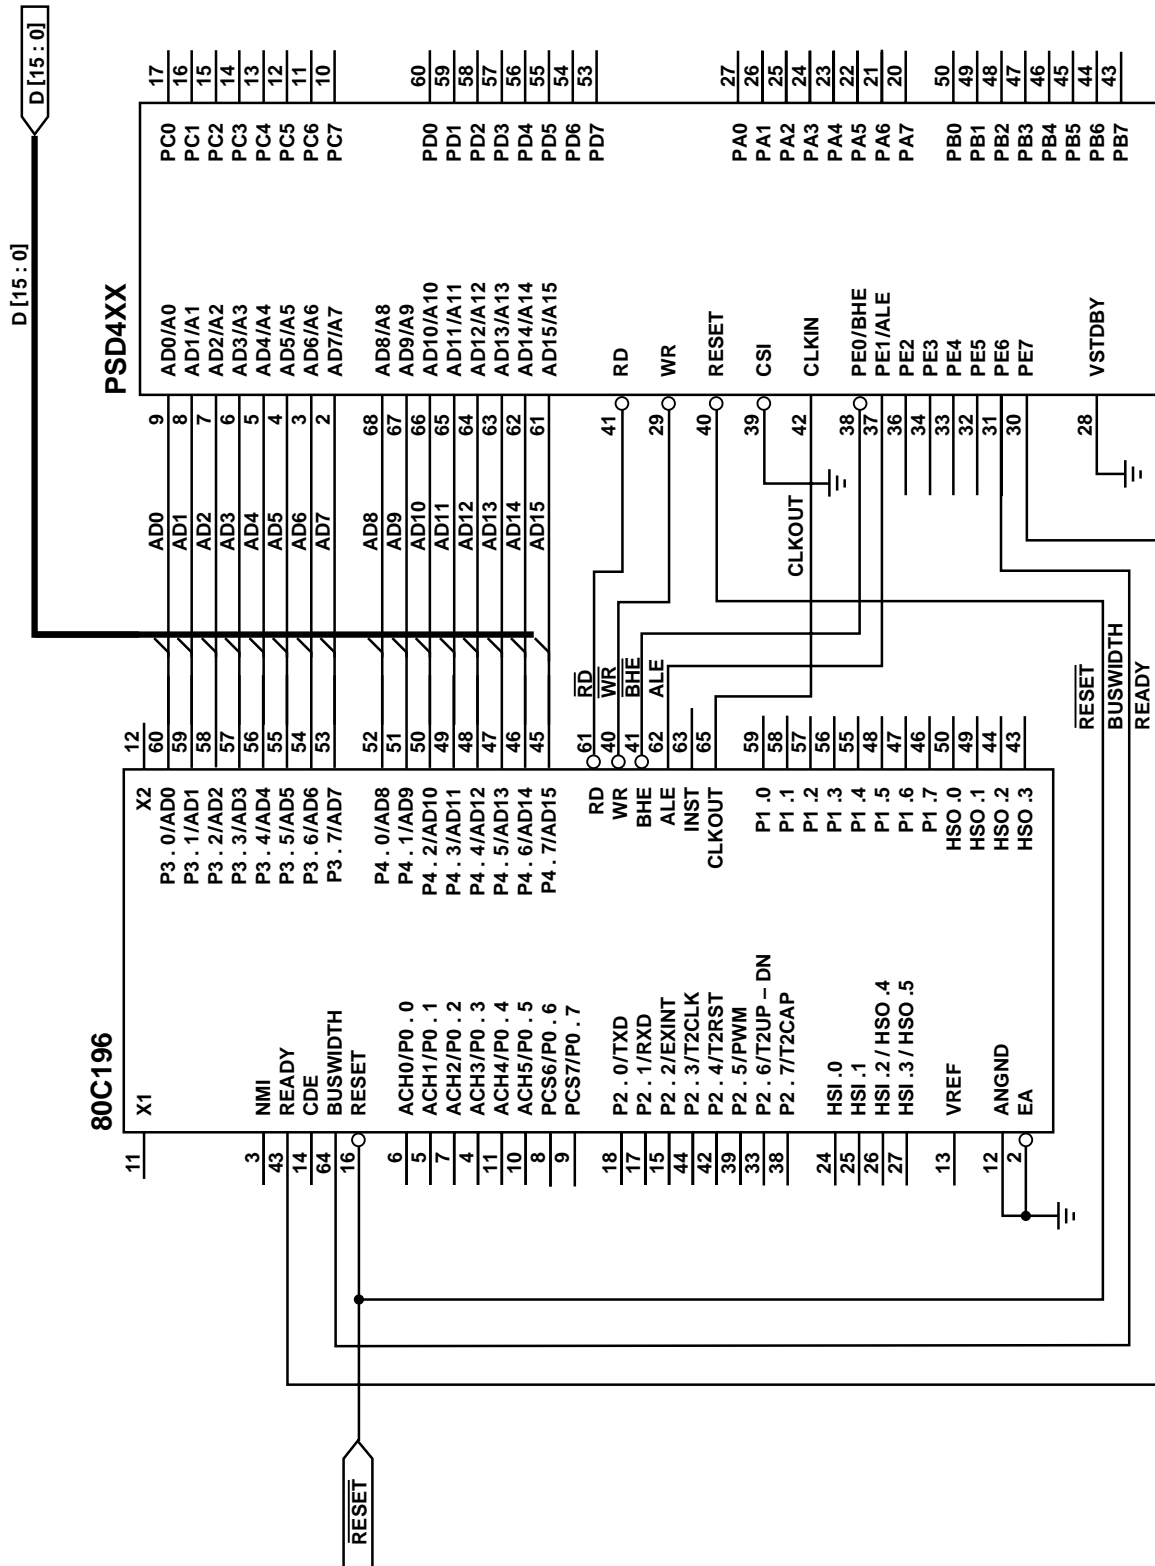 D [15 : 0]
D [15 : 0]
80C196
PSD4XX
11 X1
3 NMI
43 READY
14 CDE
64 BUSWIDTH
16 RESET
6 ACH0/P0 . 0
5 ACH1/P0 . 1
7 ACH2/P0 . 2
4 ACH3/P0 . 3
11 ACH4/P0 . 4
10 ACH5/P0 . 5
8 PCS6/P0 . 6
9 PCS7/P0 . 7
18 P2 . 0/TXD
17 P2 . 1/RXD
15 P2 . 2/EXINT
44 P2 . 3/T2CLK
42 P2 . 4/T2RST
39 P2 . 5/PWM
33 P2 . 6/T2UP – DN
38 P2 . 7/T2CAP
24 HSI .0
25 HSI .1
26 HSI .2 / HSO .4
27 HSI .3 / HSO .5
13 VREF
12 ANGND
2 EA
X2 12
P3 . 0/AD0 60
P3 . 1/AD1 59
P3 . 2/AD2 58
P3 . 3/AD3 57
P3 . 4/AD4 56
P3 . 5/AD5 55
P3 . 6/AD6 54
P3 . 7/AD7 53
P4 . 0/AD8 52
P4 . 1/AD9 51
P4 . 2/AD10 50
P4 . 3/AD11 49
P4 . 4/AD12 48
P4 . 5/AD13 47
P4 . 6/AD14 46
P4 . 7/AD15 45
RD 61 RD
WR 40 WR
BHE 41 BHE
ALE 62 ALE
INST 63
CLKOUT 65
P1 .0 59
P1 .1 58
P1 .2 57
P1 .3 56
P1 .4 55
P1 .5 48
P1 .6 47
P1 .7 46
HSO .0 50
HSO .1 49
HSO .2 44
HSO .3 43
AD0 9 AD0/A0
AD1 8 AD1/A1
AD2 7 AD2/A2
AD3 6 AD3/A3
AD4 5 AD4/A4
AD5 4 AD5/A5
AD6 3 AD6/A6
AD7 2 AD7/A7
AD8 68 AD8/A8
AD9 67 AD9/A9
AD10 66 AD10/A10
AD11 65 AD11/A11
AD12 64 AD12/A12
AD13 63 AD13/A13
AD14 62 AD14/A14
AD15 61 AD15/A15
41 RD
29 WR
40 RESET
39 CSI
CLKOUT 42 CLKIN
38 PE0/BHE
37 PE1/ALE
36 PE2
34 PE3
33 PE4
32 PE5
31 PE6
30 PE7
28 VSTDBY
PC0 17
PC1 16
PC2 15
PC3 14
PC4 13
PC5 12
PC6 11
PC7 10
PD0 60
PD1 59
PD2 58
PD3 57
PD4 56
PD5 55
PD6 54
PD7 53
PA0 27
PA1 26
PA2 25
PA3 24
PA4 23
PA5 22
PA6 21
PA7 20
PB0 50
PB1 49
PB2 48
PB3 47
PB4 46
PB5 45
PB6 44
PB7 43
RESET
RESET
BUSWIDTH
READY